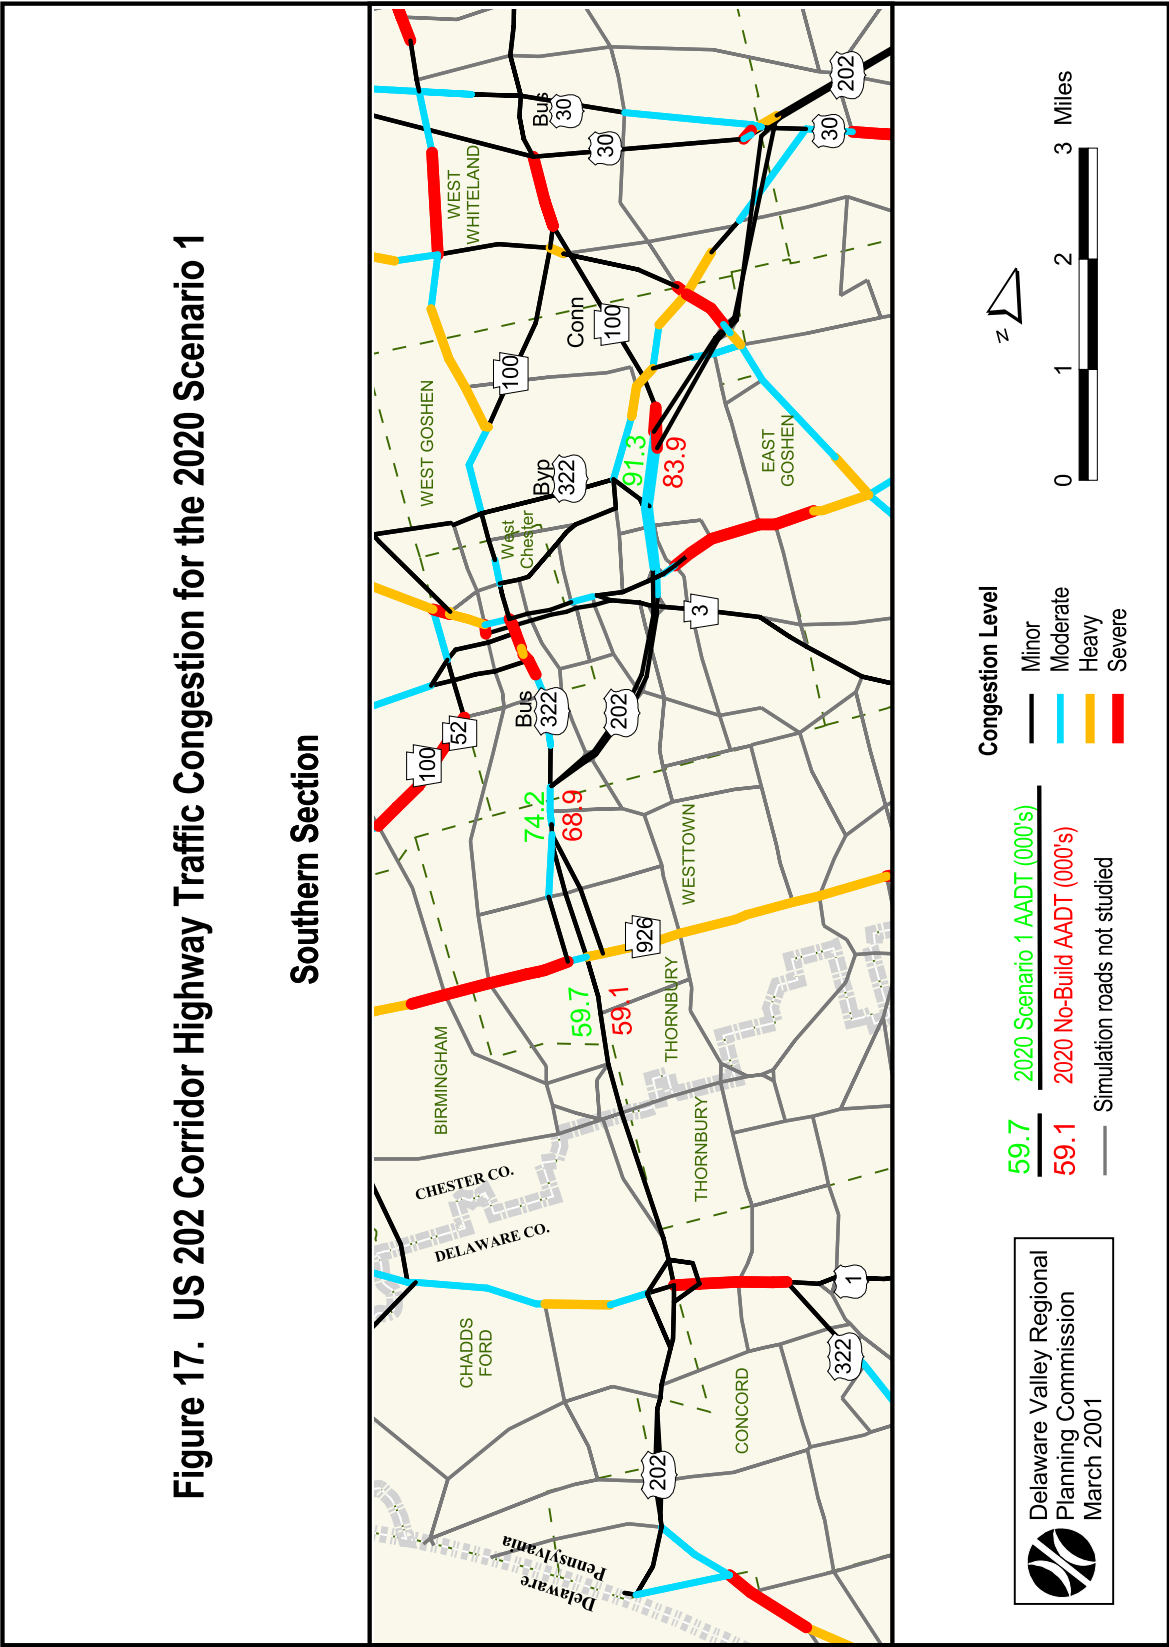 Figure 17.  US 202 Corridor Highway Traffic Congestion for the 2020 Scenario 1
Southern Section
WEST
WHITELAND
Bus
30
30
202
30
Conn
100
100
WEST GOSHEN
Byp
322
91.3
83.9
EAST
GOSHEN
West
Chester
3
Bus
322
202
52
100
74.2
68.9
WESTTOWN
926
59.7
59.1
THORNBURY
BIRMINGHAM
THORNBURY
CHESTER CO.
DELAWARE CO.
CHADDS
FORD
1
322
CONCORD
202
Pennsylvania
Delaware
Delaware Valley Regional
Planning Commission
March 2001
59.7
2020 Scenario 1 AADT (000's)
59.1
2020 No-Build AADT (000's)
Simulation roads not studied
Congestion Level
Minor
Moderate
Heavy
Severe
N
0
1
2
3
Miles